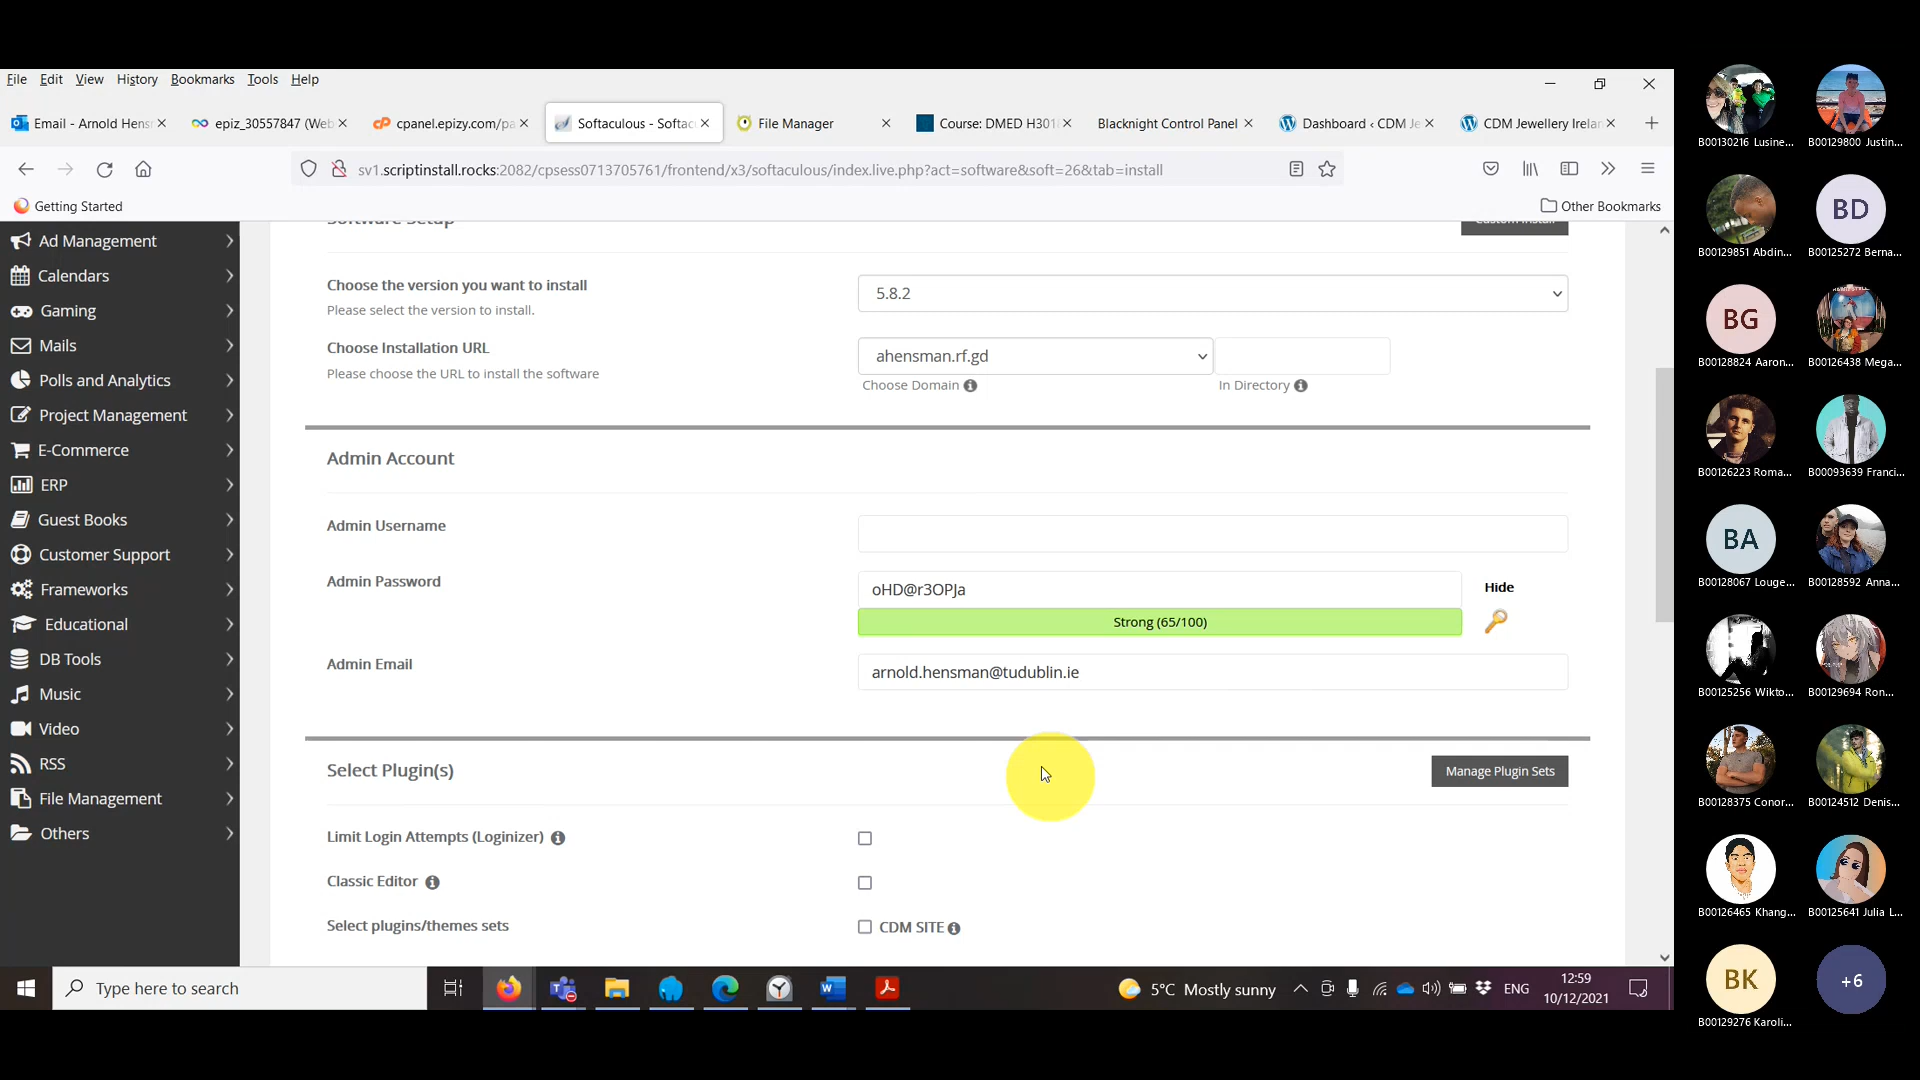 File Edit View History Bookmarks Tools Help
Email - Arnold Hens
epiz_30557847 (Web
cpanel.epizy.com/pa
Softaculous - Softac
File Manager
Course: DMED H301
Blacknight Control Panel
Dashboard ‹ CDM Je
CDM Jewellery Irelan
sv1.scriptinstall.rocks:2082/cpsess0713705761/frontend/x3/softaculous/index.live.php?act=software&soft=26&tab=install
Getting Started
Other Bookmarks
Ad Management
Calendars
Gaming
Mails
Polls and Analytics
Project Management
E-Commerce
ERP
Guest Books
Customer Support
Frameworks
Educational
DB Tools
Music
Video
RSS
File Management
Others
Software Setup
Custom Install
Choose the version you want to install
Please select the version to install.
5.8.2
Choose Installation URL
Please choose the URL to install the software
ahensman.rf.gd
Choose Domain
In Directory
Admin Account
Admin Username
Admin Password
oHD@r3OPJa
Hide
Strong (65/100)
Admin Email
arnold.hensman@tudublin.ie
Select Plugin(s)
Manage Plugin Sets
Limit Login Attempts (Loginizer)
Classic Editor
Select plugins/themes sets
CDM SITE
Type here to search
5°C Mostly sunny
ENG
12:59
10/12/2021
B00130216 Lusine...
B00129800 Justin...
B00129851 Abdin...
BD
B00125272 Berna...
BG
B00128824 Aaron...
B00126438 Mega...
B00126223 Roma...
B00093639 Franci...
BA
B00128067 Louge...
B00128592 Anna...
B00125256 Wikto...
B00129694 Ron...
B00128375 Conor...
B00124512 Denis...
B00126465 Khang...
B00125641 Julia L...
BK
B00129276 Karoli...
+6